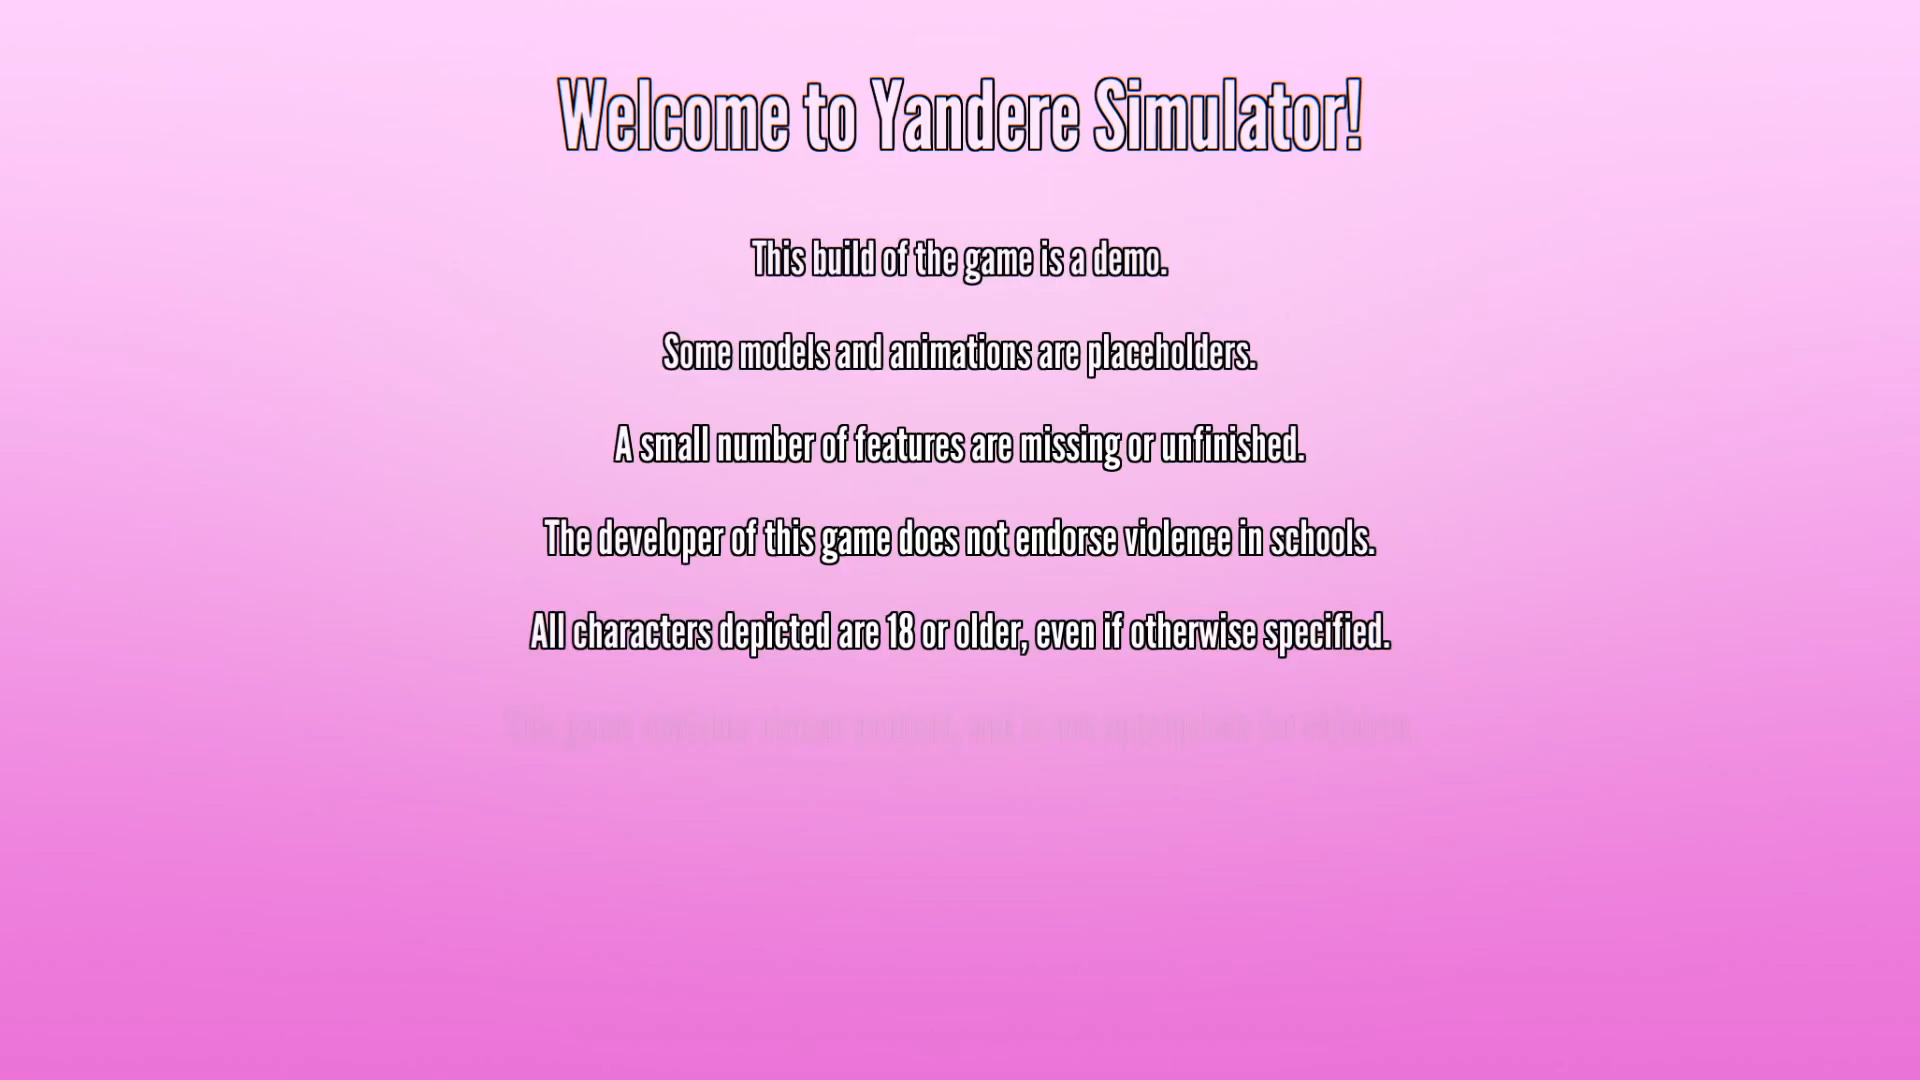 Welcome to Yandere Simulator!
This build of the game is a demo.
Some models and animations are placeholders.
A small number of features are missing or unfinished.
The developer of this game does not endorse violence in schools.
All characters depicted are 18 or older, even if otherwise specified.